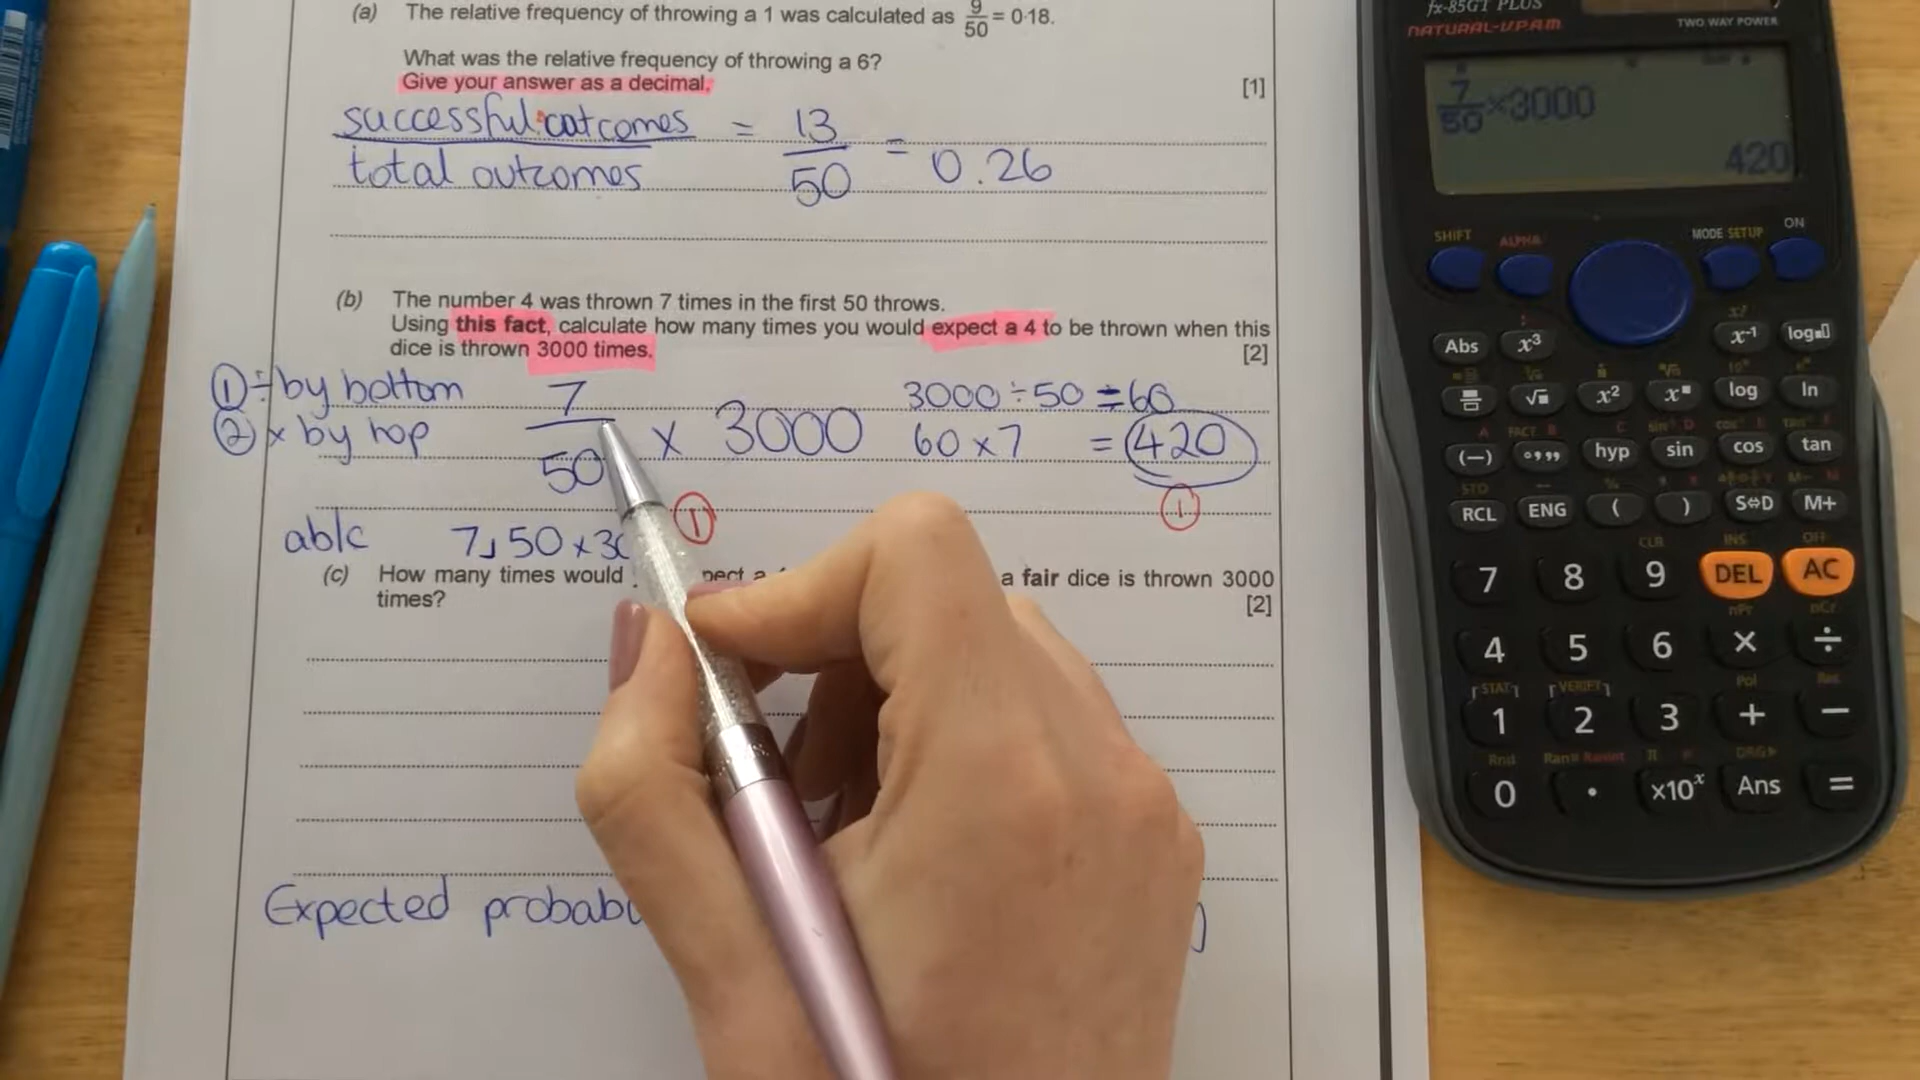 (a) The relative frequency of throwing a 1 was calculated as 9/50 = 0·18.
What was the relative frequency of throwing a 6?
Give your answer as a decimal. [1]
successful outcomes / total outcomes = 13/50 = 0.26
(b) The number 4 was thrown 7 times in the first 50 throws.
Using this fact, calculate how many times you would expect a 4 to be thrown when this
dice is thrown 3000 times. [2]
① ÷ by bottom
② × by top
7/50 × 3000
3000 ÷ 50 = 60
60 × 7 = 420
① ①
ab/c 7⌟50×3
(c) How many times would a fair dice is thrown 3000
times? [2]
Expected
fx-85GT PLUS
NATURAL-V.P.A.M.
TWO WAY POWER
7/50×3000
420
SHIFT ALPHA MODE SETUP ON
Abs x³ x⁻¹ log
√ x² log ln
(−) °,,, hyp sin cos tan
RCL ENG ( ) S⇔D M+
7 8 9 DEL AC
4 5 6 × ÷
1 2 3 + −
0 · ×10ˣ Ans =